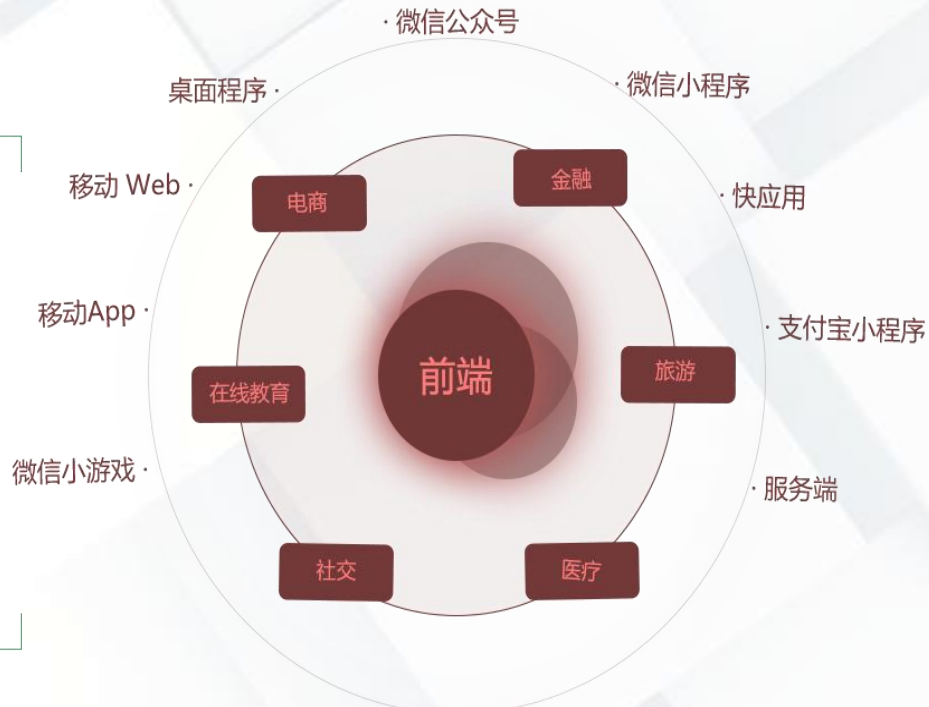 · 微信公众号
桌面程序 ·
· 微信小程序
移动 Web ·
电商
金融
· 快应用
移动App ·
· 支付宝小程序
前端
在线教育
旅游
微信小游戏 ·
· 服务端
社交
医疗